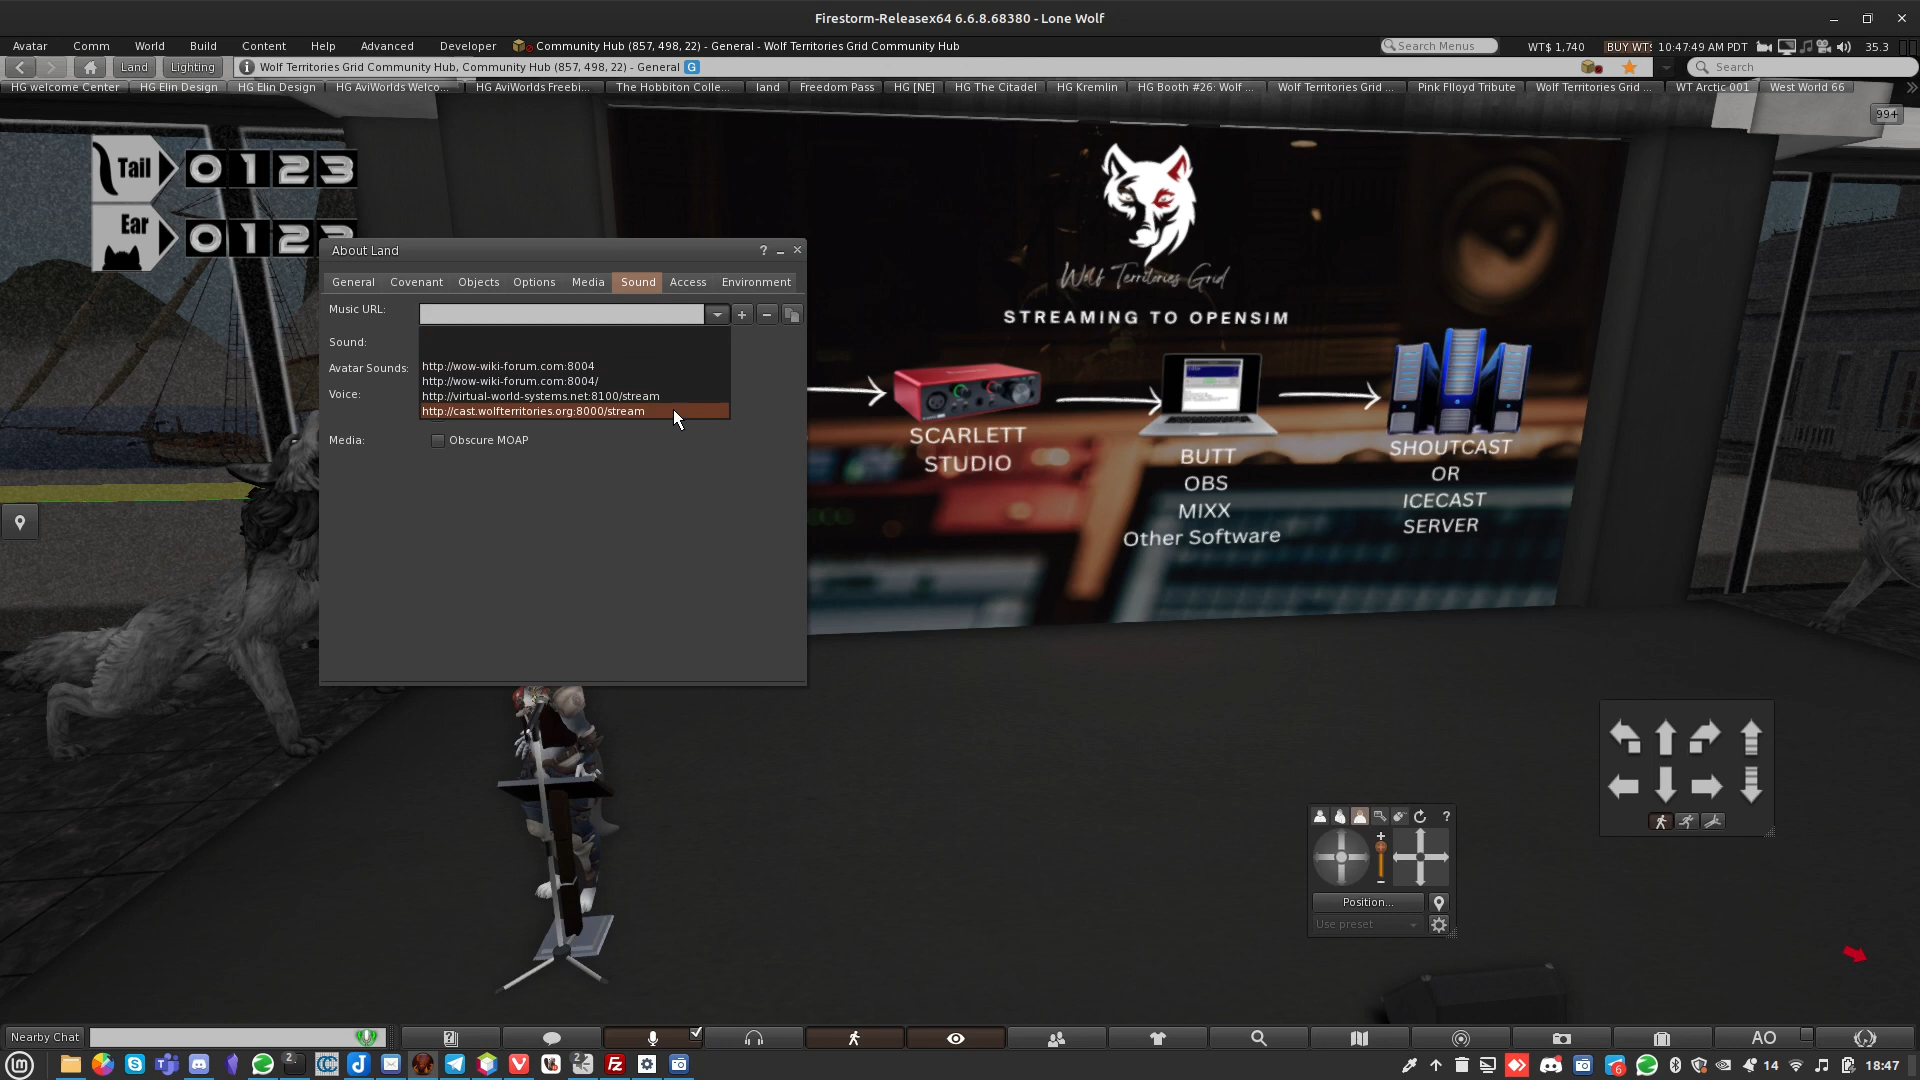 Firestorm-Releasex64 6.6.8.68380 - Lone Wolf
Avatar Comm World Build Content Help Advanced Developer Community Hub (857, 498, 22) - General - Wolf Territories Grid Community Hub Search Menus WT$ 1,740 BUY WT$ 10:47:49 AM PDT 35.3
Land Lighting Wolf Territories Grid Community Hub, Community Hub (857, 498, 22) - General G Search
HG welcome Center HG Elin Design HG Elin Design HG AviWorlds Welco... HG AviWorlds Freebi... The Hobbiton Colle... land Freedom Pass HG [NE] HG The Citadel HG Kremlin HG Booth #26: Wolf ... Wolf Territories Grid ... Pink Flloyd Tribute Wolf Territories Grid ... WT Arctic 001 West World 66
99+
Tail 0 1 2 3
Ear 0 1 2 3
About Land
General Covenant Objects Options Media Sound Access Environment
Music URL:
Sound:
http://wow-wiki-forum.com:8004
Avatar Sounds:
http://wow-wiki-forum.com:8004/
Voice:
http://virtual-world-systems.net:8100/stream
http://cast.wolfterritories.org:8000/stream
Media: Obscure MOAP
Wolf Territories Grid
STREAMING TO OPENSIM
SCARLETT
STUDIO
BUTT
OBS
MIXX
Other Software
SHOUTCAST
OR
ICECAST
SERVER
Position...
Use preset
Nearby Chat
AO
14
18:47